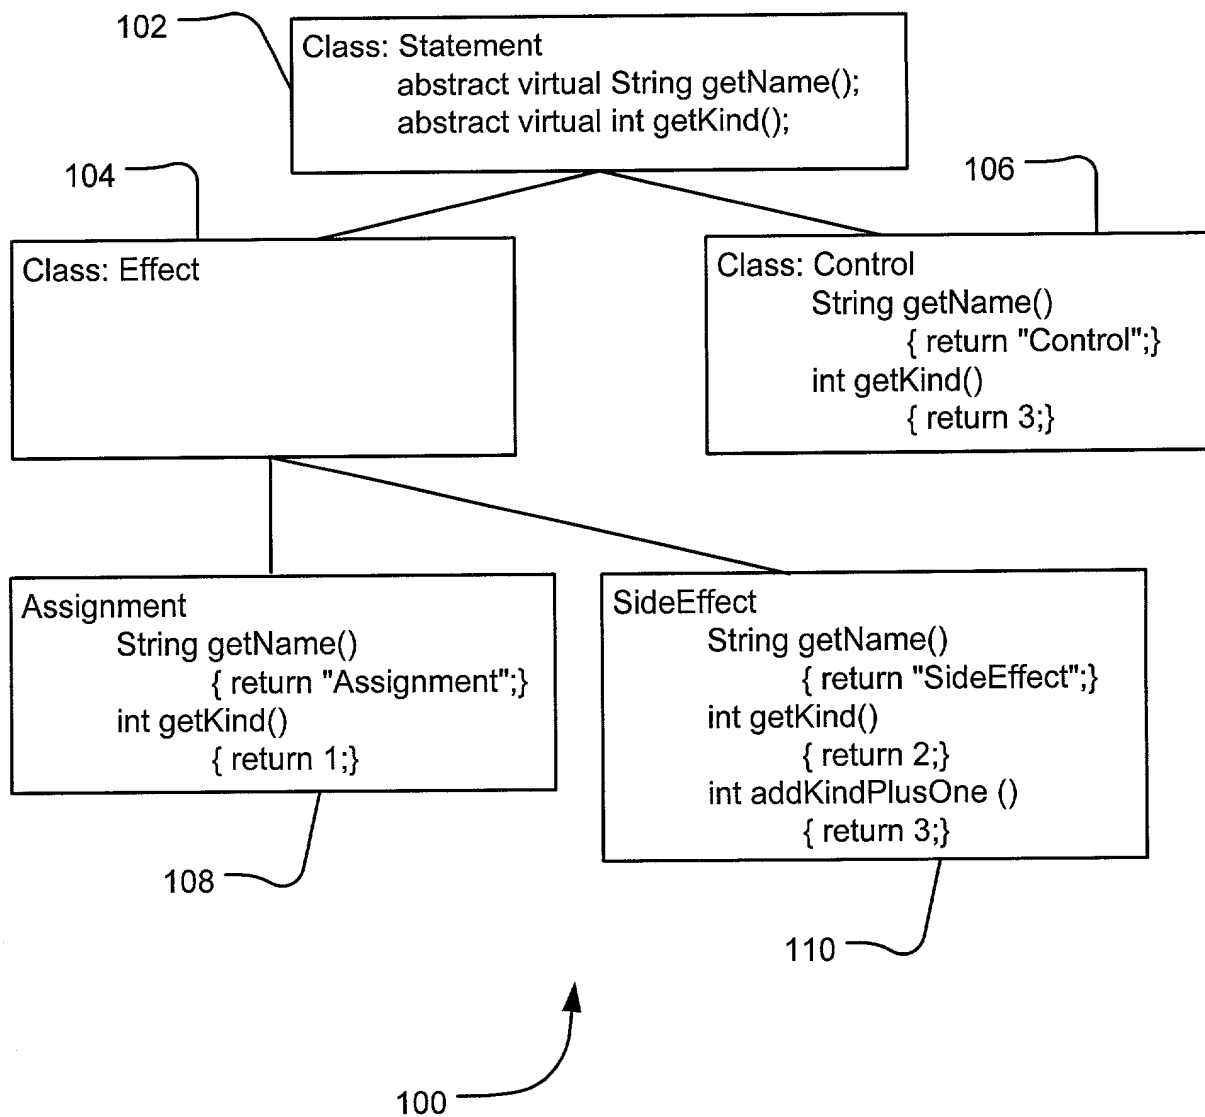 102
Class: Statement
abstract virtual String getName();
abstract virtual int getKind();
104
106
Class: Effect
Class: Control
String getName()
{ return "Control";}
int getKind()
{ return 3;}
Assignment
String getName()
{ return "Assignment";}
int getKind()
{ return 1;}
SideEffect
String getName()
{ return "SideEffect";}
int getKind()
{ return 2;}
int addKindPlusOne ()
{ return 3;}
108
110
100